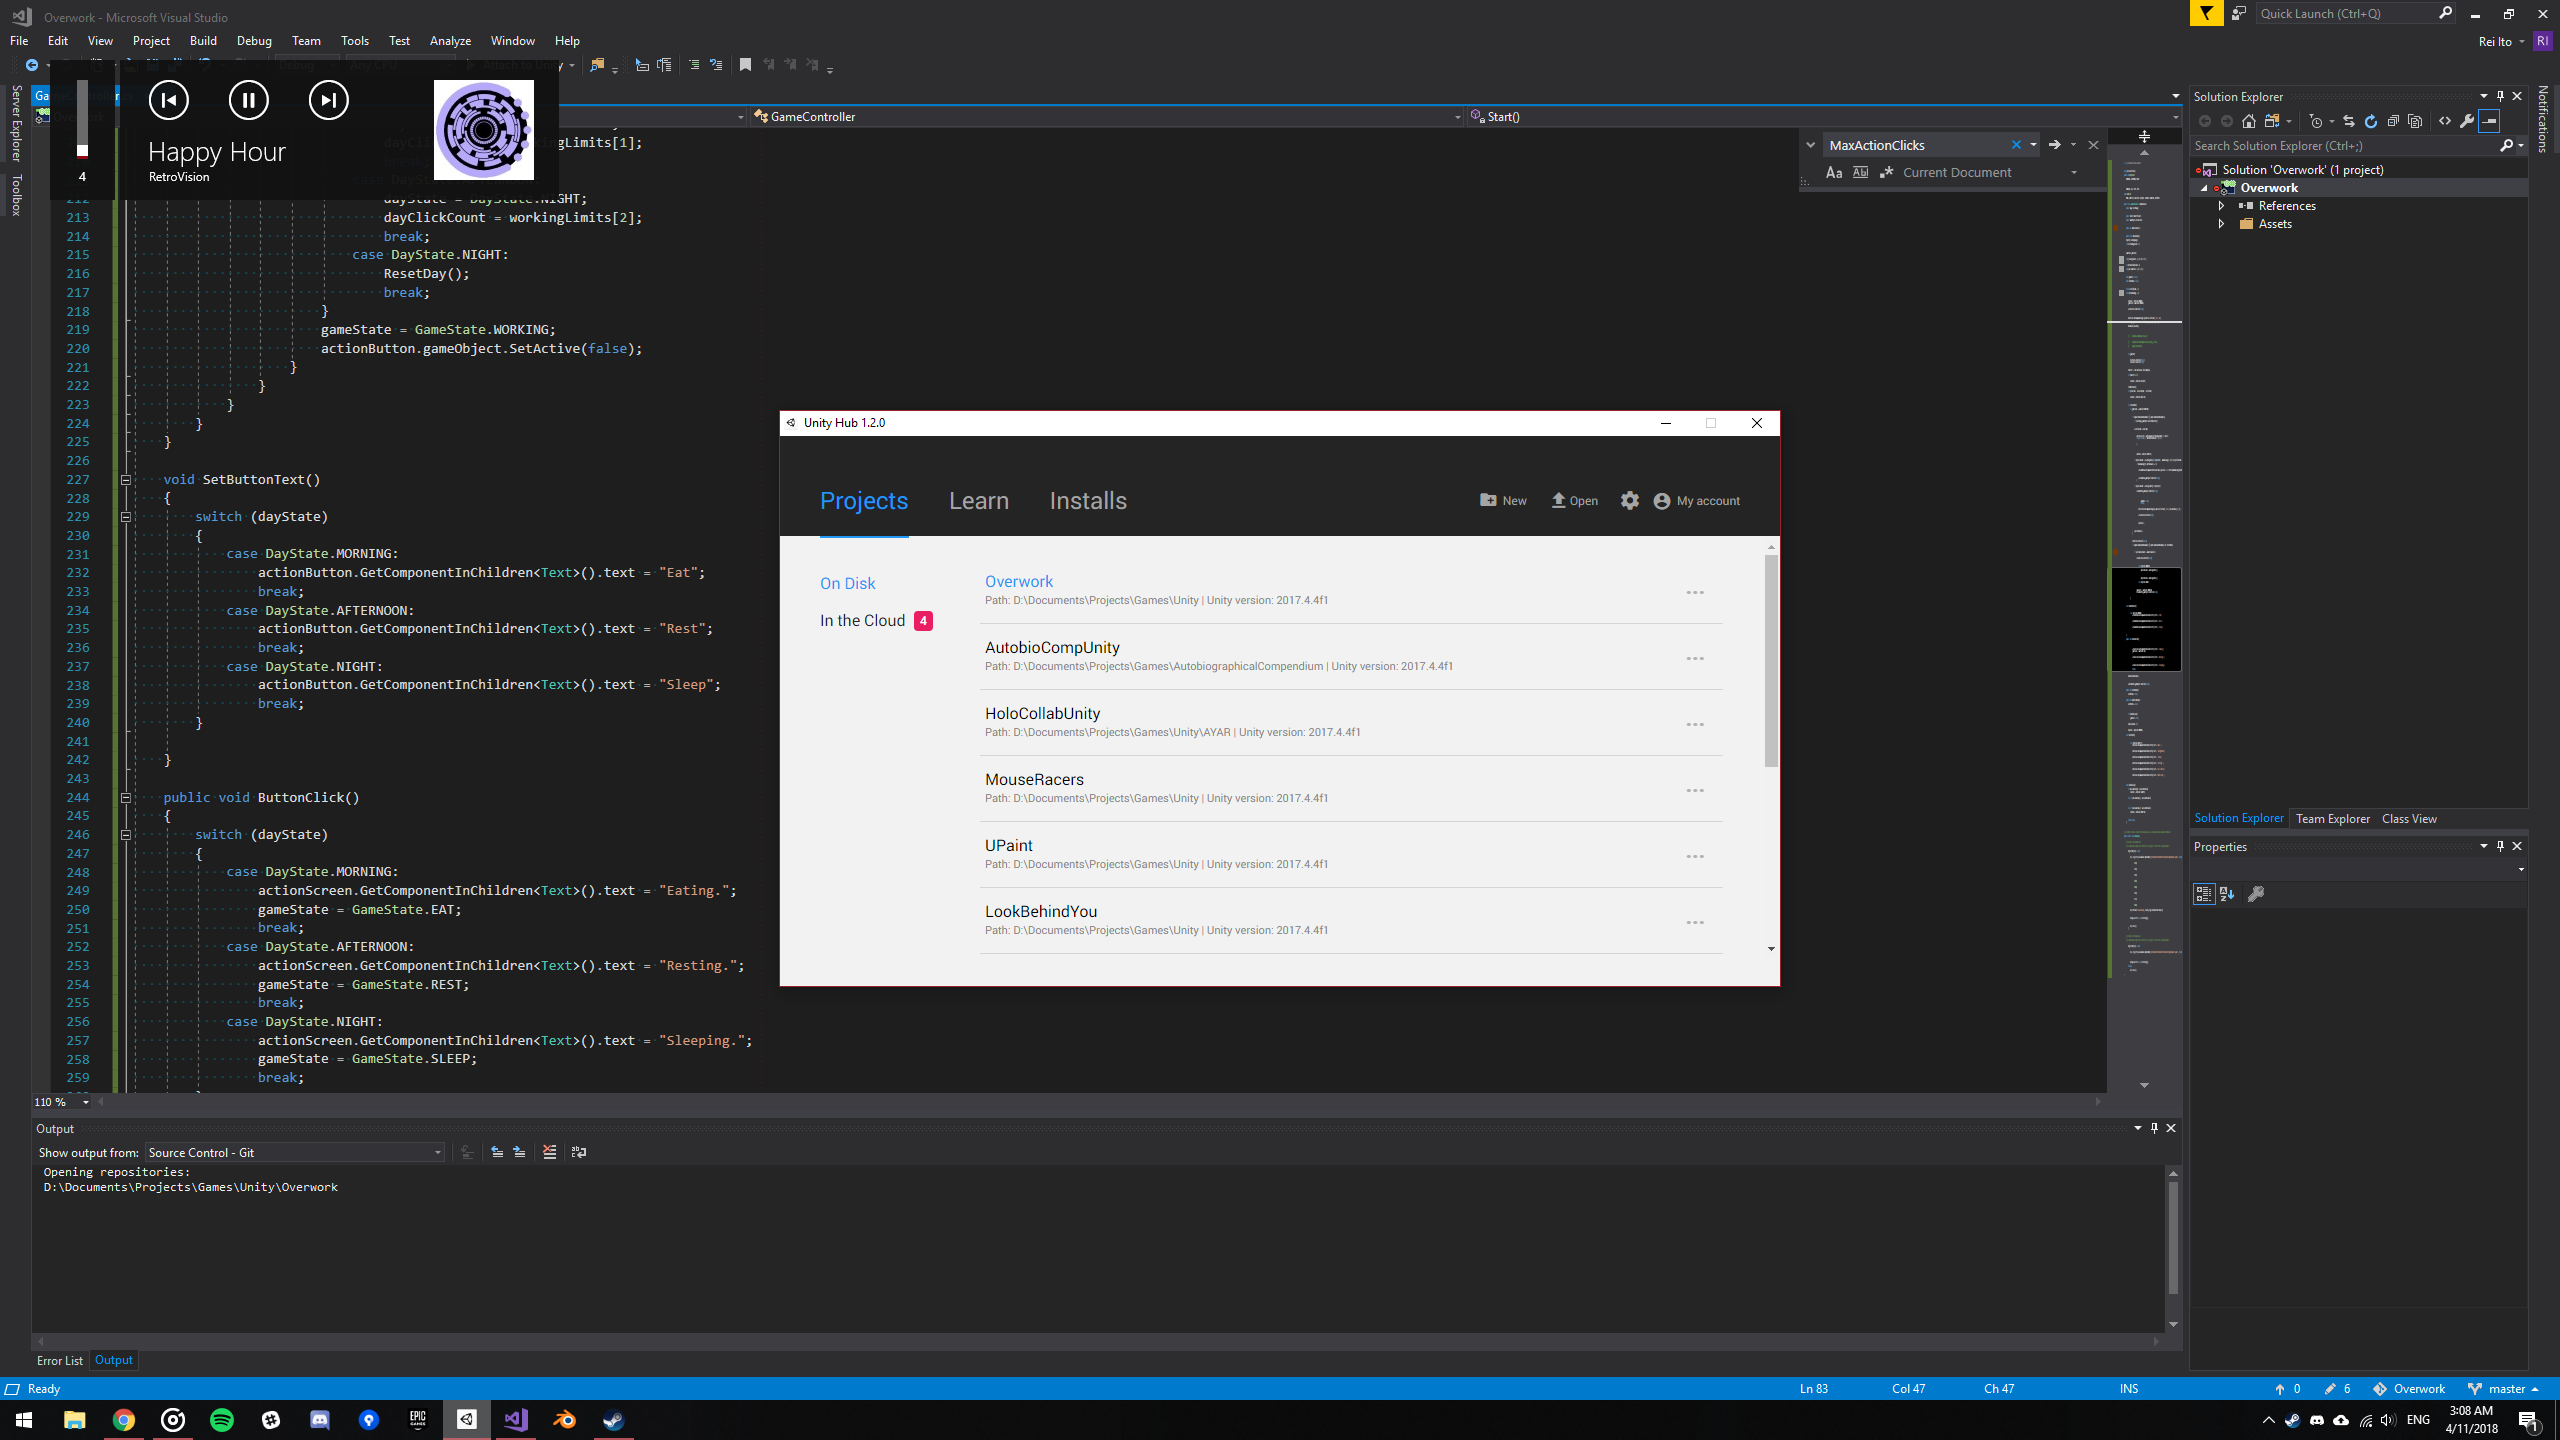 Overwork - Microsoft Visual Studio
Quick Launch (Ctrl+Q)
File Edit View Project Build Debug Team Tools Test Analyze Window Help
Rei Ito RI
Server Explorer
Toolbox
4
Happy Hour
RetroVision
GameController
Start()
MaxActionClicks
Current Document
212 dayState = DayState.NIGHT;
213 dayClickCount = workingLimits[2];
214 break;
215 case DayState.NIGHT:
216 ResetDay();
217 break;
218 }
219 gameState = GameState.WORKING;
220 actionButton.gameObject.SetActive(false);
221 }
222 }
223 }
224 }
225 }
226
227 void SetButtonText()
228 {
229 switch (dayState)
230 {
231 case DayState.MORNING:
232 actionButton.GetComponentInChildren<Text>().text = "Eat";
233 break;
234 case DayState.AFTERNOON:
235 actionButton.GetComponentInChildren<Text>().text = "Rest";
236 break;
237 case DayState.NIGHT:
238 actionButton.GetComponentInChildren<Text>().text = "Sleep";
239 break;
240 }
241
242 }
243
244 public void ButtonClick()
245 {
246 switch (dayState)
247 {
248 case DayState.MORNING:
249 actionScreen.GetComponentInChildren<Text>().text = "Eating.";
250 gameState = GameState.EAT;
251 break;
252 case DayState.AFTERNOON:
253 actionScreen.GetComponentInChildren<Text>().text = "Resting.";
254 gameState = GameState.REST;
255 break;
256 case DayState.NIGHT:
257 actionScreen.GetComponentInChildren<Text>().text = "Sleeping.";
258 gameState = GameState.SLEEP;
259 break;
110 %
Unity Hub 1.2.0
Projects Learn Installs
New Open My account
On Disk
In the Cloud 4
Overwork
Path: D:\Documents\Projects\Games\Unity | Unity version: 2017.4.4f1
AutobioCompUnity
Path: D:\Documents\Projects\Games\AutobiographicalCompendium | Unity version: 2017.4.4f1
HoloCollabUnity
Path: D:\Documents\Projects\Games\Unity\AYAR | Unity version: 2017.4.4f1
MouseRacers
Path: D:\Documents\Projects\Games\Unity | Unity version: 2017.4.4f1
UPaint
Path: D:\Documents\Projects\Games\Unity | Unity version: 2017.4.4f1
LookBehindYou
Path: D:\Documents\Projects\Games\Unity | Unity version: 2017.4.4f1
Solution Explorer
Search Solution Explorer (Ctrl+;)
Solution 'Overwork' (1 project)
Overwork
References
Assets
Solution Explorer Team Explorer Class View
Properties
Notifications
Output
Show output from: Source Control - Git
Opening repositories:
D:\Documents\Projects\Games\Unity\Overwork
Error List Output
Ready
Ln 83 Col 47 Ch 47 INS
0 6 Overwork master
EPIC GAMES
ENG
3:08 AM
4/11/2018
1